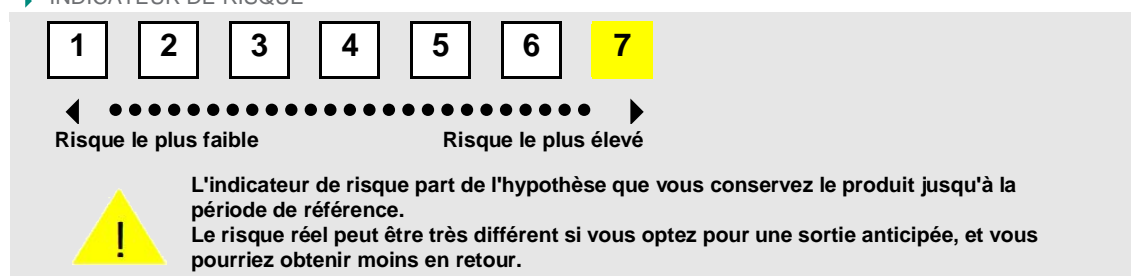 INDICATEUR DE RISQUE
1 2 3 4 5 6 7
Risque le plus faible Risque le plus élevé
L'indicateur de risque part de l'hypothèse que vous conservez le produit jusqu'à la
période de référence.
!
Le risque réel peut être très différent si vous optez pour une sortie anticipée, et vous
pourriez obtenir moins en retour.